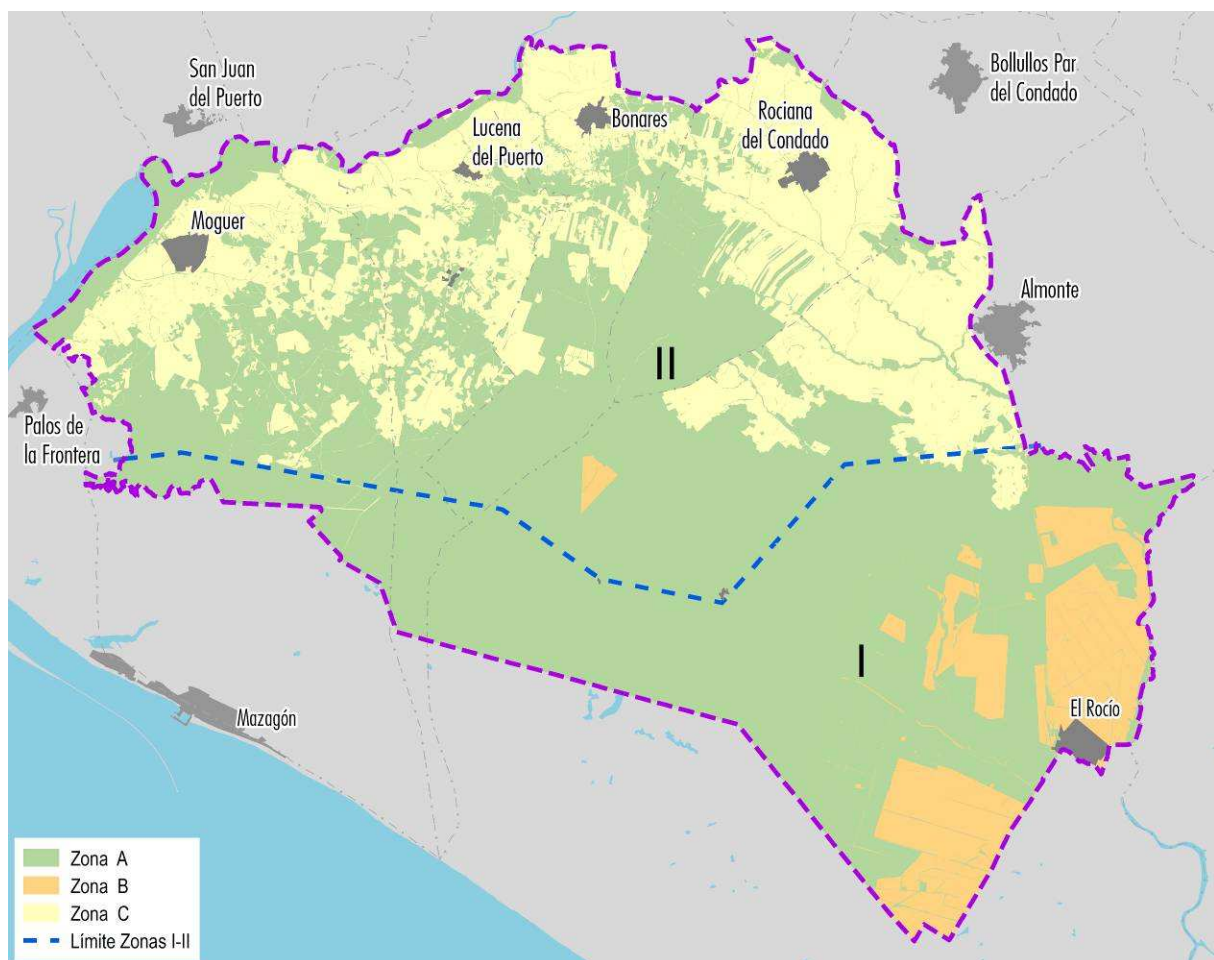 San Juan
del Puerto
Bollullos Par
del Condado
Bonares
Rociana
del Condado
Lucena
del Puerto
Moguer
Almonte
II
Palos de
la Frontera
I
El Rocío
Mazagón
Zona A
Zona B
Zona C
Límite Zonas I-II